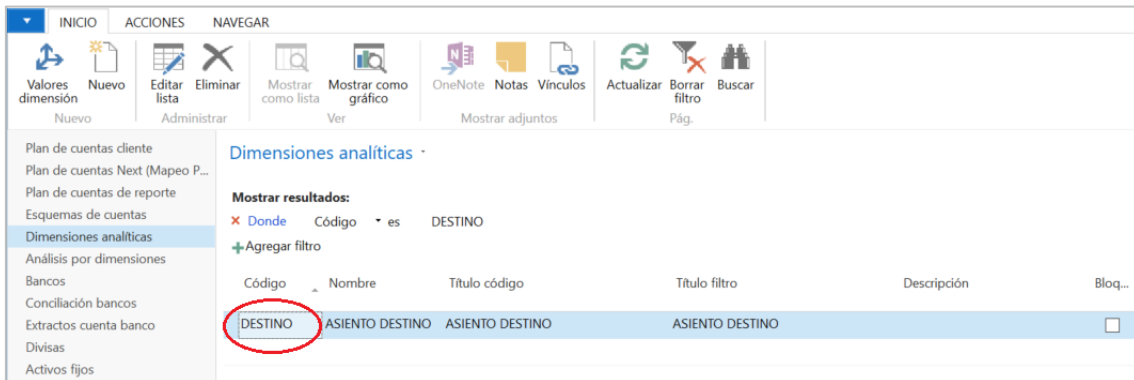 INICIO ACCIONES NAVEGAR
Valores dimensión Nuevo Editar lista Eliminar Mostrar como lista Mostrar como gráfico OneNote Notas Vínculos Actualizar Borrar filtro Buscar
Nuevo Administrar Ver Mostrar adjuntos Pág.
Plan de cuentas cliente
Plan de cuentas Next (Mapeo P...
Plan de cuentas de reporte
Esquemas de cuentas
Dimensiones analíticas
Análisis por dimensiones
Bancos
Conciliación bancos
Extractos cuenta banco
Divisas
Activos fijos
Dimensiones analíticas
Mostrar resultados:
Donde Código es DESTINO
Agregar filtro
Código Nombre Título código Título filtro Descripción Bloq...
DESTINO ASIENTO DESTINO ASIENTO DESTINO ASIENTO DESTINO